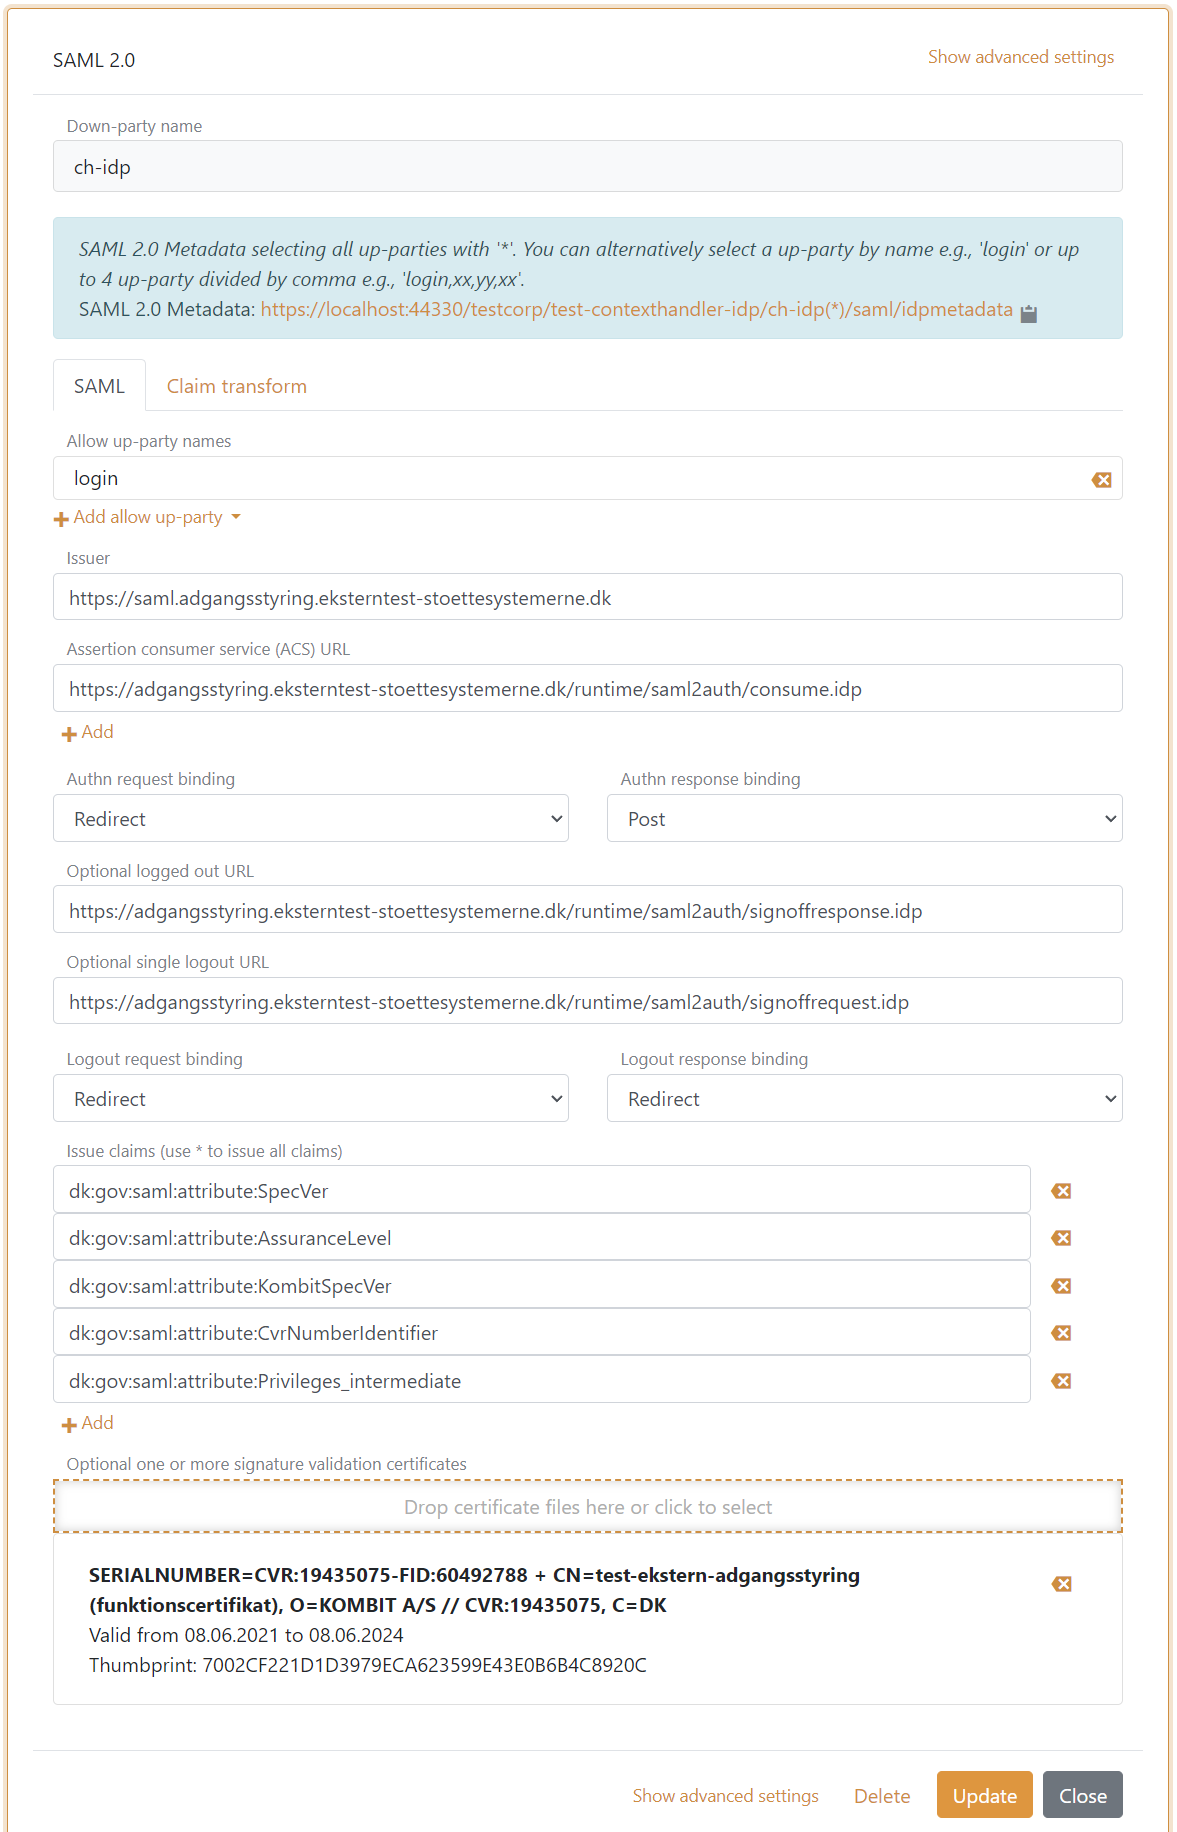 SAML 2.0
Show advanced settings
Down-party name
ch-idp
SAML 2.0 Metadata selecting all up-parties with '*'. You can alternatively select a up-party by name e.g., 'login' or up
to 4 up-party divided by comma e.g., 'login,xx,yy,xx'.
SAML 2.0 Metadata: https://localhost:44330/testcorp/test-contexthandler-idp/ch-idp(*)/saml/idpmetadata
SAML
Claim transform
Allow up-party names
login
Add allow up-party
Issuer
https://saml.adgangsstyring.eksterntest-stoettesystemerne.dk
Assertion consumer service (ACS) URL
https://adgangsstyring.eksterntest-stoettesystemerne.dk/runtime/saml2auth/consume.idp
Add
Authn request binding
Authn response binding
Redirect
Post
Optional logged out URL
https://adgangsstyring.eksterntest-stoettesystemerne.dk/runtime/saml2auth/signoffresponse.idp
Optional single logout URL
https://adgangsstyring.eksterntest-stoettesystemerne.dk/runtime/saml2auth/signoffrequest.idp
Logout request binding
Logout response binding
Redirect
Redirect
Issue claims (use * to issue all claims)
dk:gov:saml:attribute:SpecVer
dk:gov:saml:attribute:AssuranceLevel
dk:gov:saml:attribute:KombitSpecVer
dk:gov:saml:attribute:CvrNumberIdentifier
dk:gov:saml:attribute:Privileges_intermediate
Add
Optional one or more signature validation certificates
Drop certificate files here or click to select
SERIALNUMBER=CVR:19435075-FID:60492788 + CN=test-ekstern-adgangsstyring
(funktionscertifikat), O=KOMBIT A/S // CVR:19435075, C=DK
Valid from 08.06.2021 to 08.06.2024
Thumbprint: 7002CF221D1D3979ECA623599E43E0B6B4C8920C
Show advanced settings
Delete
Update
Close